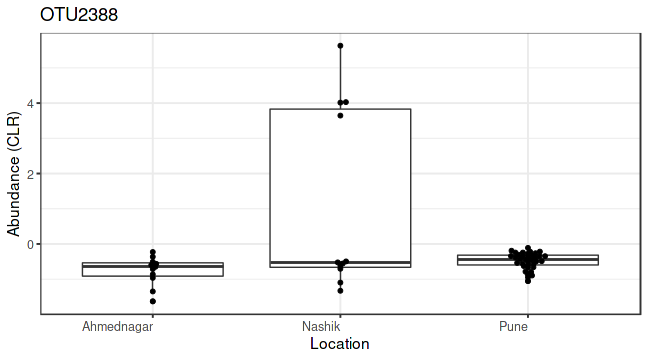 OTU2388
Abundance (CLR)
4
2
0
Ahmednagar
Nashik
Pune
Location